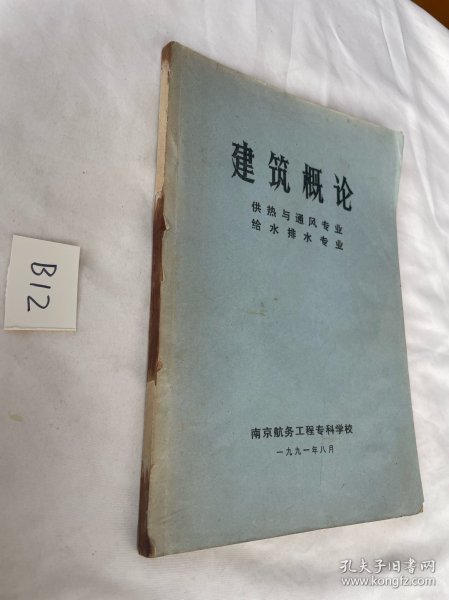 建筑概论
供热与通风专业
给水排水专业
南京航务工程专科学校
一九九一年八月
B12
孔夫子旧书网
www.kongfz.com